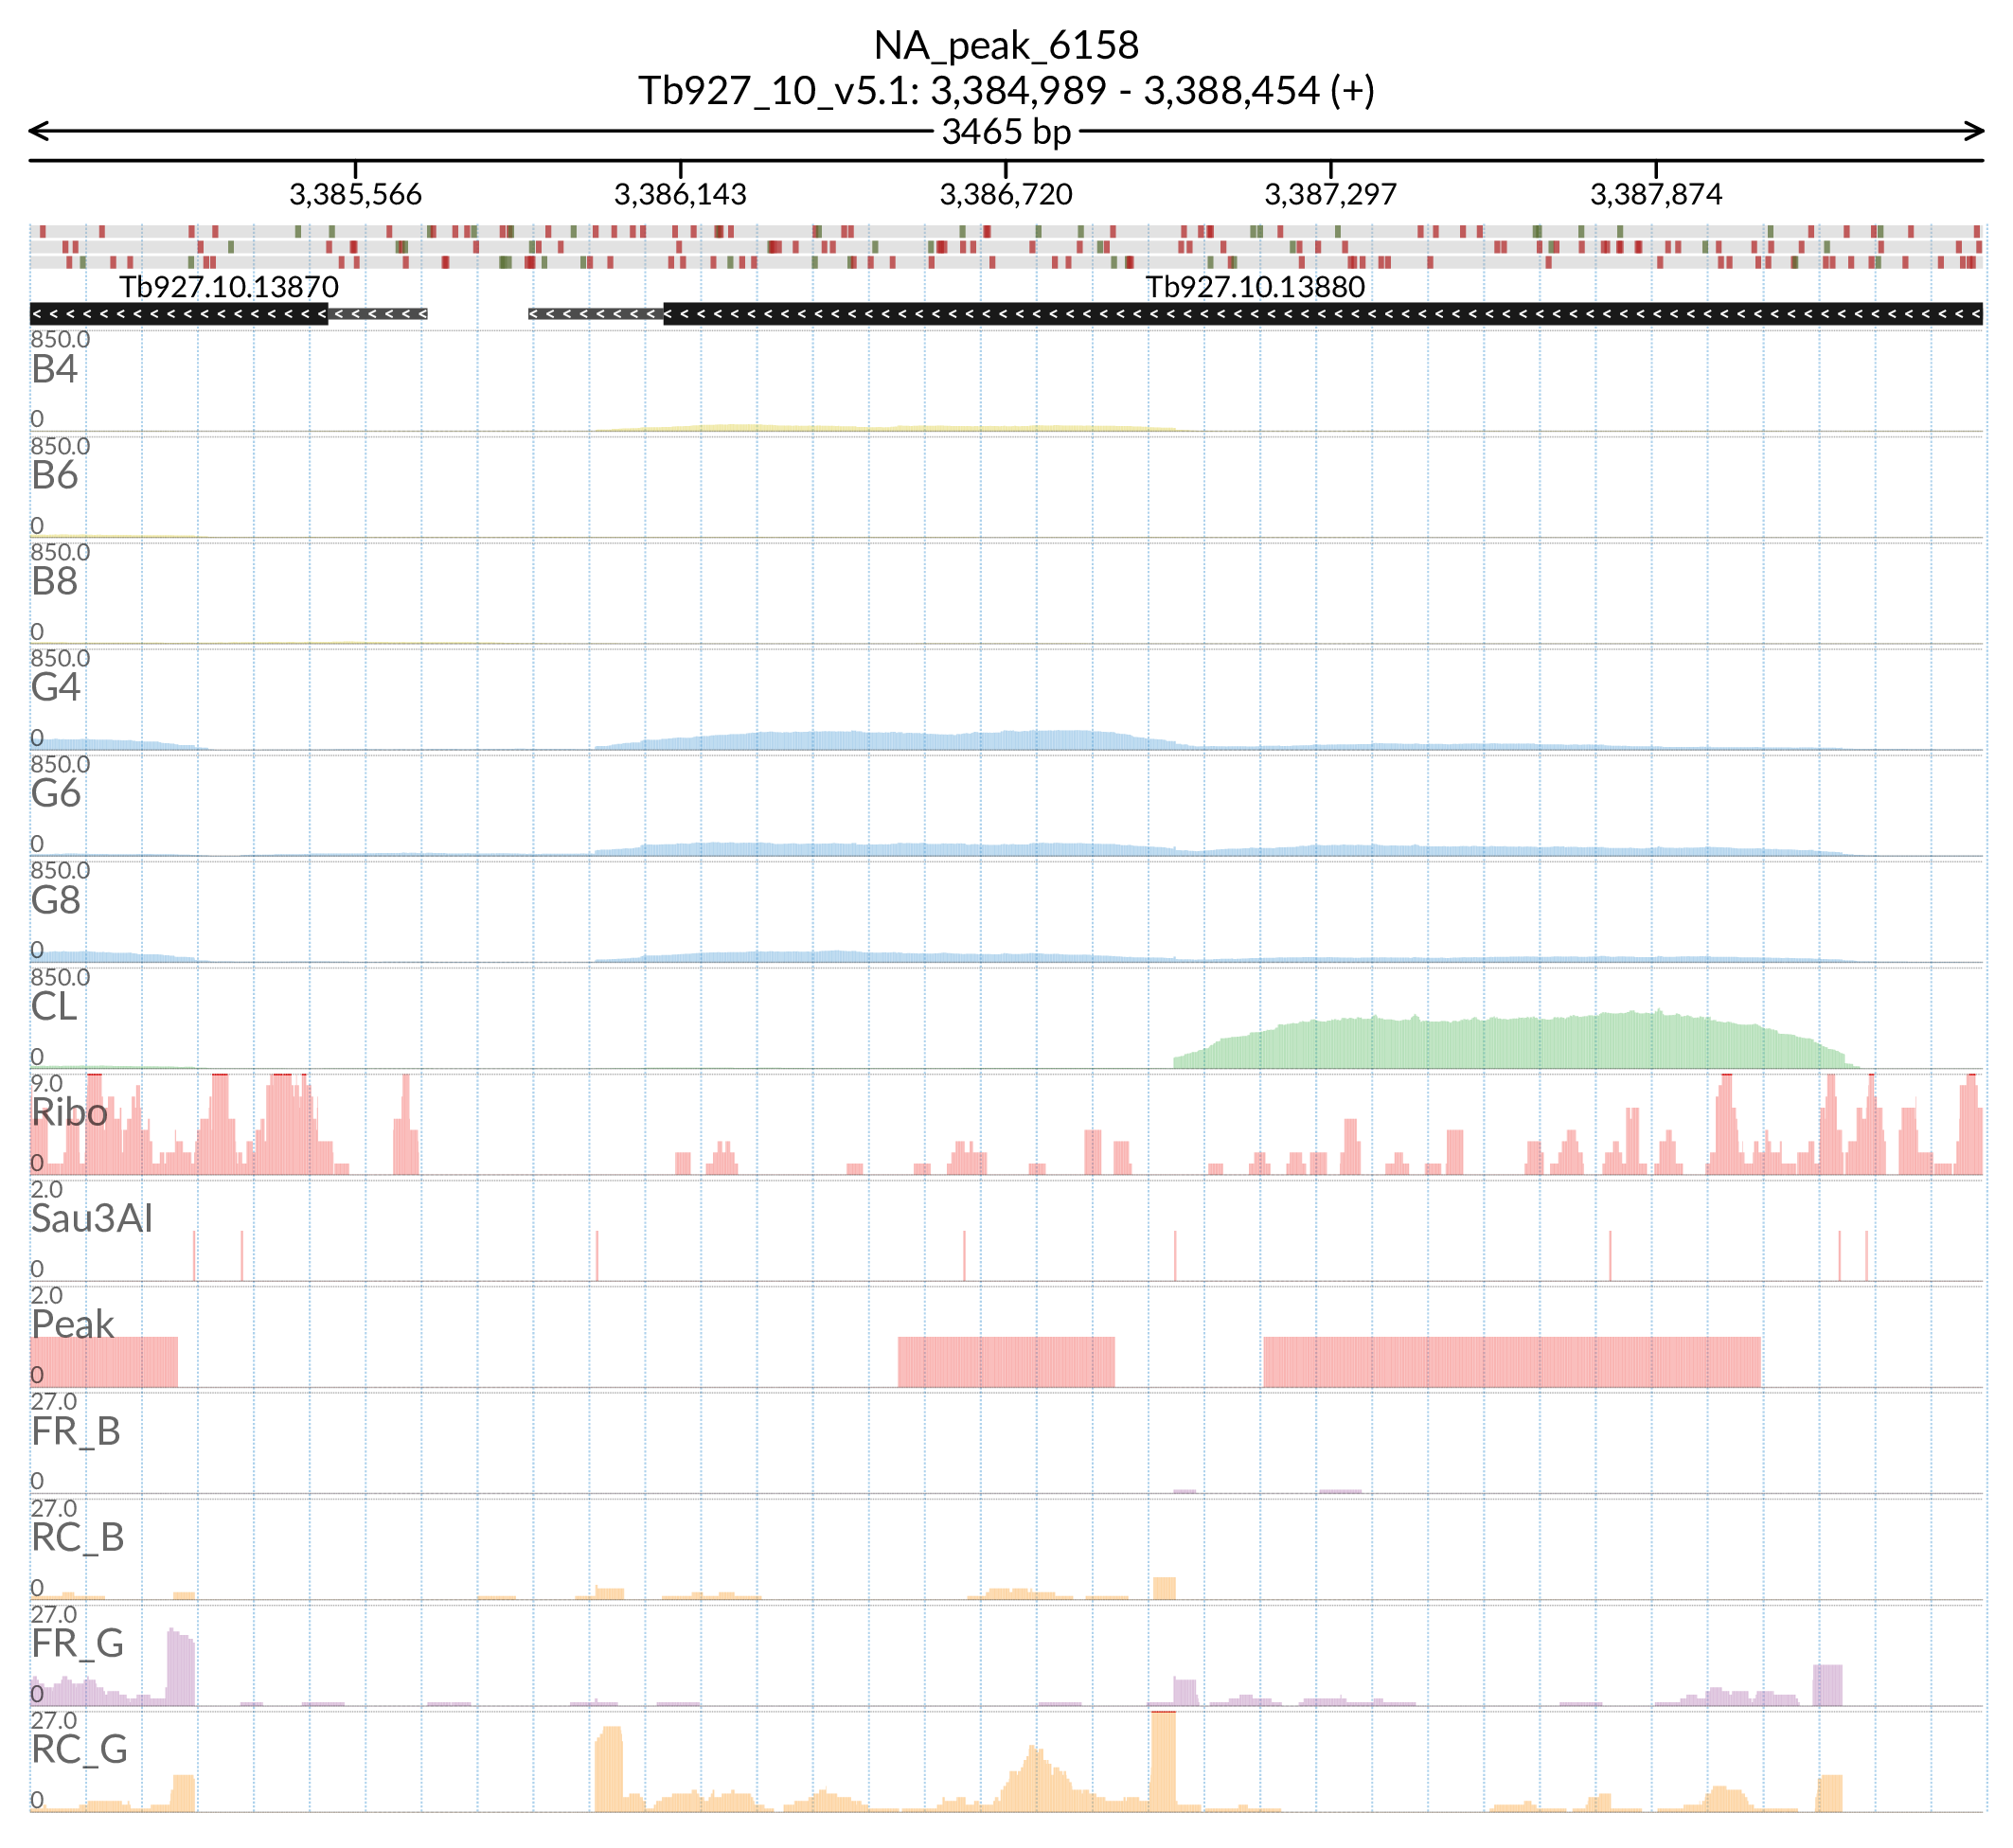 NA_peak_6158
Tb927_10_v5.1: 3,384,989 - 3,388,454 (+)
3465 bp
3,385,566 3,386,143 3,386,720 3,387,297 3,387,874
Tb927.10.13870 Tb927.10.13880
850.0
B4
0
850.0
B6
0
850.0
B8
0
850.0
G4
0
850.0
G6
0
850.0
G8
0
850.0
CL
0
9.0
Ribo
0
2.0
Sau3AI
0
2.0
Peak
0
27.0
FR_B
0
27.0
RC_B
0
27.0
FR_G
0
27.0
RC_G
0